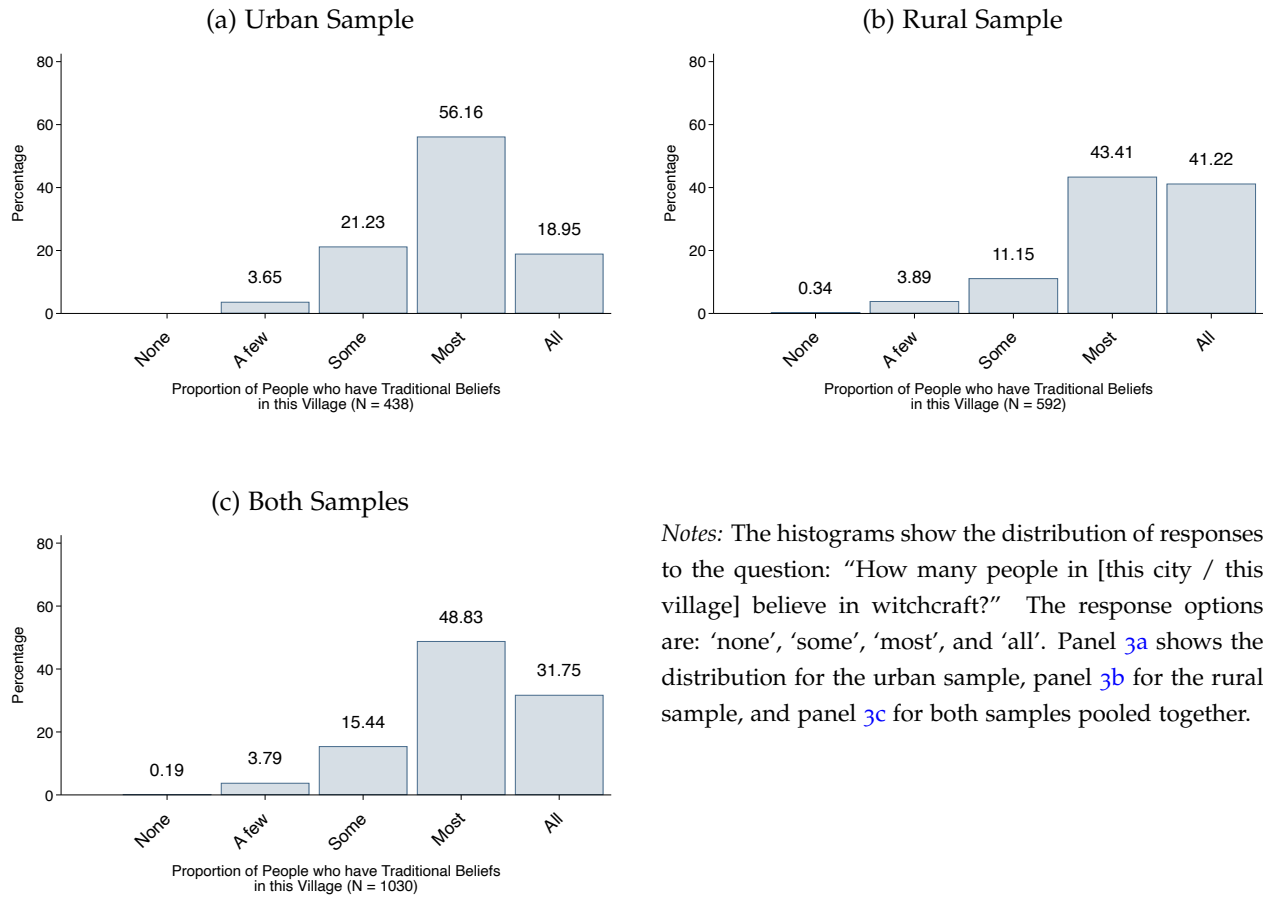 (a) Urban Sample
80
60
40
20
0
Percentage
3.65
21.23
56.16
18.95
None
A few
Some
Most
All
Proportion of People who have Traditional Beliefs
in this Village (N = 438)
(b) Rural Sample
80
60
40
20
0
Percentage
0.34
3.89
11.15
43.41
41.22
None
A few
Some
Most
All
Proportion of People who have Traditional Beliefs
in this Village (N = 592)
(c) Both Samples
80
60
40
20
0
Percentage
0.19
3.79
15.44
48.83
31.75
None
A few
Some
Most
All
Proportion of People who have Traditional Beliefs
in this Village (N = 1030)
Notes: The histograms show the distribution of responses
to the question: “How many people in [this city / this
village] believe in witchcraft?” The response options
are: ‘none’, ‘some’, ‘most’, and ‘all’. Panel 3a shows the
distribution for the urban sample, panel 3b for the rural
sample, and panel 3c for both samples pooled together.